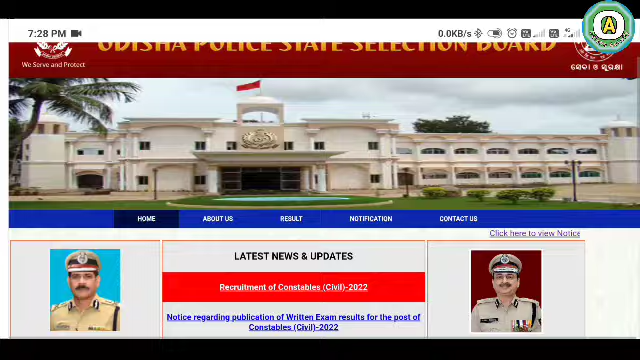 7:28 PM
0.0KB/s
4G
ODISHA POLICE STATE SELECTION BOARD
We Serve and Protect
ସେବା ଓ ସୁରକ୍ଷା
A
HOME
ABOUT US
RESULT
NOTIFICATION
CONTACT US
Click here to view Notice
LATEST NEWS & UPDATES
Recruitment of Constables (Civil)-2022
Notice regarding publication of Written Exam results for the post of
Constables (Civil)-2022